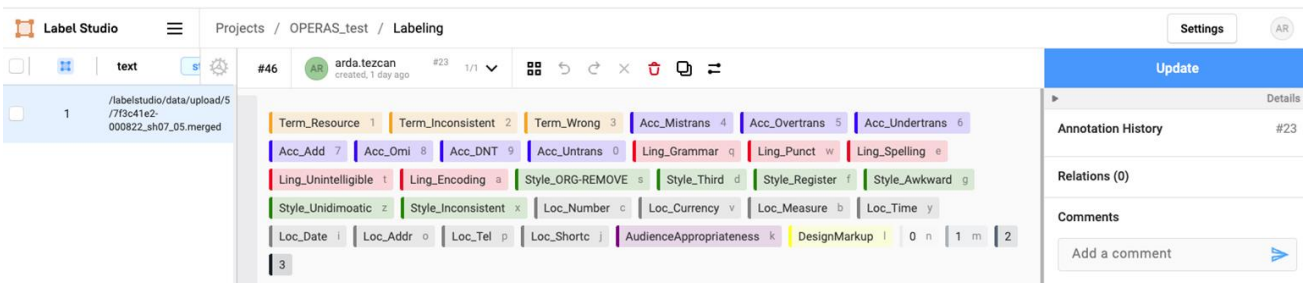 Label Studio Projects / OPERAS_test / Labeling Settings AR
text #46 AR arda.tezcan #23 1/1 Update
created, 1 day ago
Details
1 /labelstudio/data/upload/5
/7f3c41e2-
000822_sh07_05.merged
Term_Resource 1 Term_Inconsistent 2 Term_Wrong 3 Acc_Mistrans 4 Acc_Overtrans 5 Acc_Undertrans 6
Acc_Add 7 Acc_Omi 8 Acc_DNT 9 Acc_Untrans 0 Ling_Grammar q Ling_Punct w Ling_Spelling e
Ling_Unintelligible t Ling_Encoding a Style_ORG-REMOVE s Style_Third d Style_Register f Style_Awkward g
Style_Unidimoatic z Style_Inconsistent x Loc_Number c Loc_Currency v Loc_Measure b Loc_Time y
Loc_Date i Loc_Addr o Loc_Tel p Loc_Shortc j AudienceAppropriateness k DesignMarkup l 0 n 1 m 2
3
Annotation History #23
Relations (0)
Comments
Add a comment